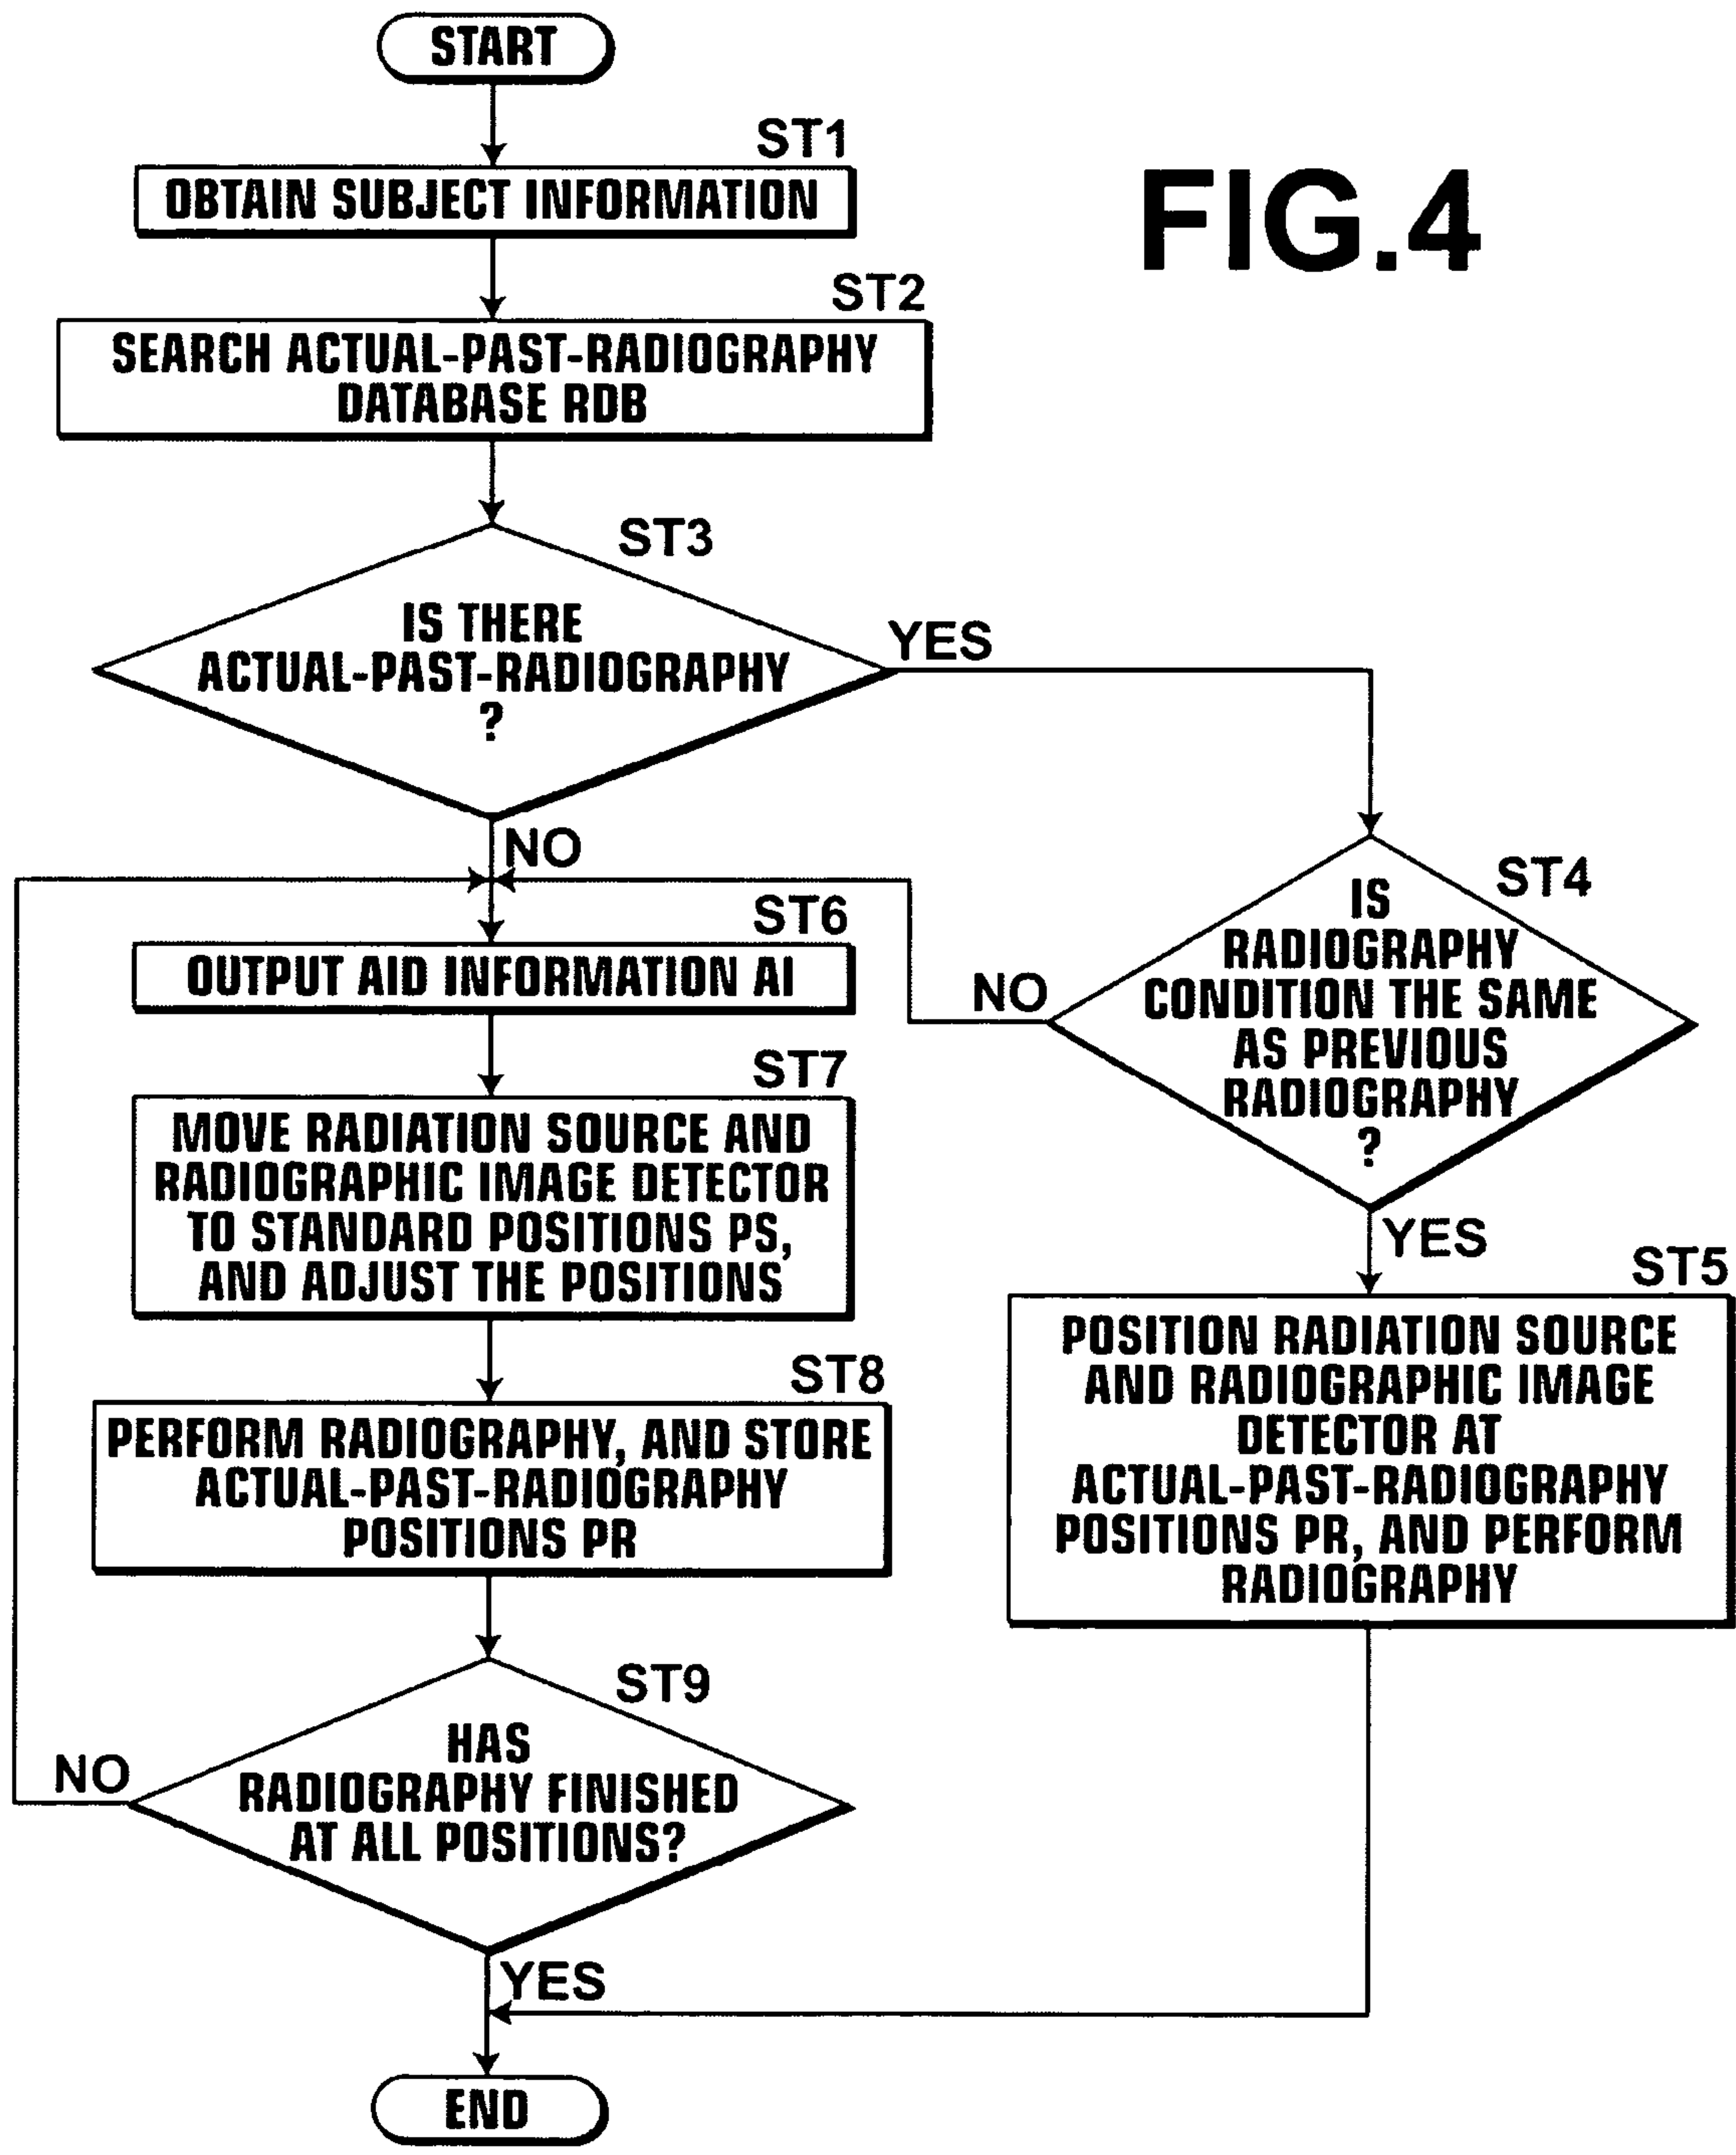 START
FIG.4
ST1
OBTAIN SUBJECT INFORMATION
ST2
SEARCH ACTUAL-PAST-RADIOGRAPHY
DATABASE RDB
ST3
IS THERE
ACTUAL-PAST-RADIOGRAPHY
?
YES
NO
ST4
IS
RADIOGRAPHY
CONDITION THE SAME
AS PREVIOUS
RADIOGRAPHY
?
NO
YES
ST5
POSITION RADIATION SOURCE
AND RADIOGRAPHIC IMAGE
DETECTOR AT
ACTUAL-PAST-RADIOGRAPHY
POSITIONS PR, AND PERFORM
RADIOGRAPHY
ST6
OUTPUT AID INFORMATION AI
ST7
MOVE RADIATION SOURCE AND
RADIOGRAPHIC IMAGE DETECTOR
TO STANDARD POSITIONS PS,
AND ADJUST THE POSITIONS
ST8
PERFORM RADIOGRAPHY, AND STORE
ACTUAL-PAST-RADIOGRAPHY
POSITIONS PR
ST9
HAS
RADIOGRAPHY FINISHED
AT ALL POSITIONS?
NO
YES
END